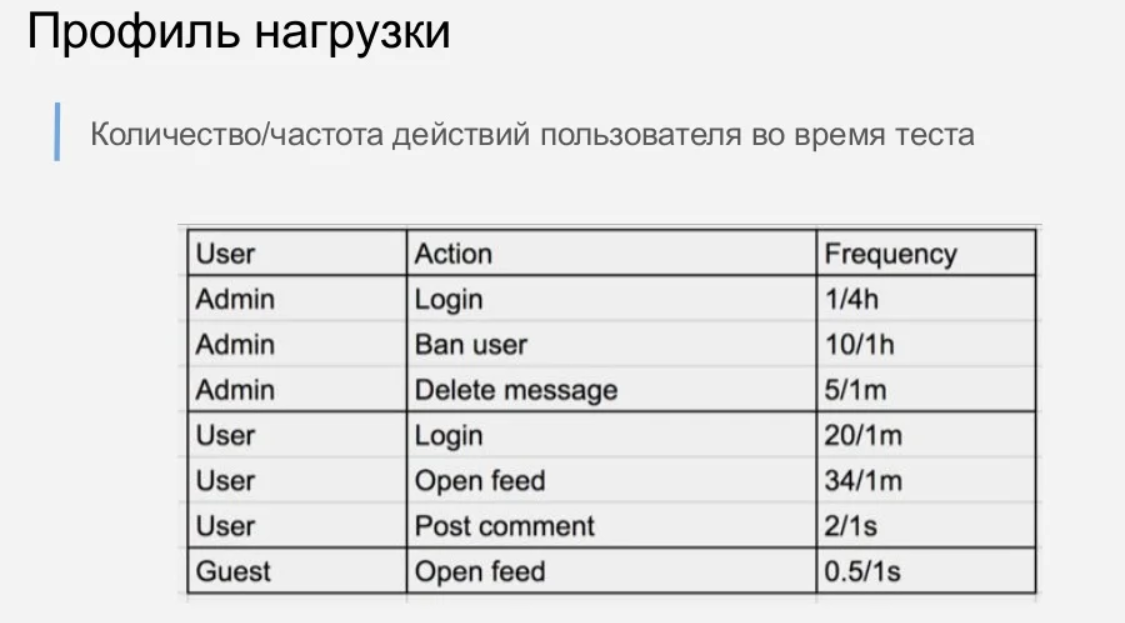 Профиль нагрузки
Количество/частота действий пользователя во время теста
User Action Frequency
Admin Login 1/4h
Admin Ban user 10/1h
Admin Delete message 5/1m
User Login 20/1m
User Open feed 34/1m
User Post comment 2/1s
Guest Open feed 0.5/1s